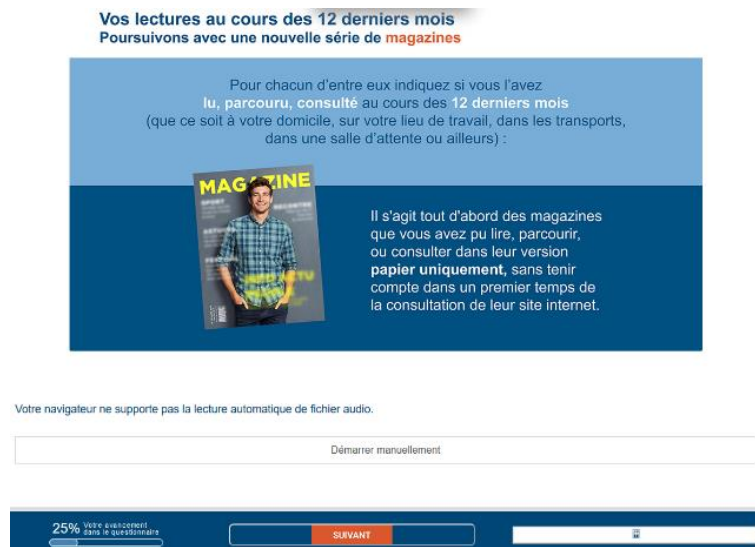 Vos lectures au cours des 12 derniers mois
Poursuivons avec une nouvelle série de magazines
Pour chacun d'entre eux indiquez si vous l'avez
lu, parcouru, consulté au cours des 12 derniers mois
(que ce soit à votre domicile, sur votre lieu de travail, dans les transports,
dans une salle d'attente ou ailleurs) :
MAGAZINE
SPORT
RENCONTRE
Il s'agit tout d'abord des magazines
que vous avez pu lire, parcourir,
ou consulter dans leur version
papier uniquement, sans tenir
compte dans un premier temps de
la consultation de leur site internet.
Votre navigateur ne supporte pas la lecture automatique de fichier audio.
Démarrer manuellement
25% Votre avancement
dans le questionnaire
SUIVANT